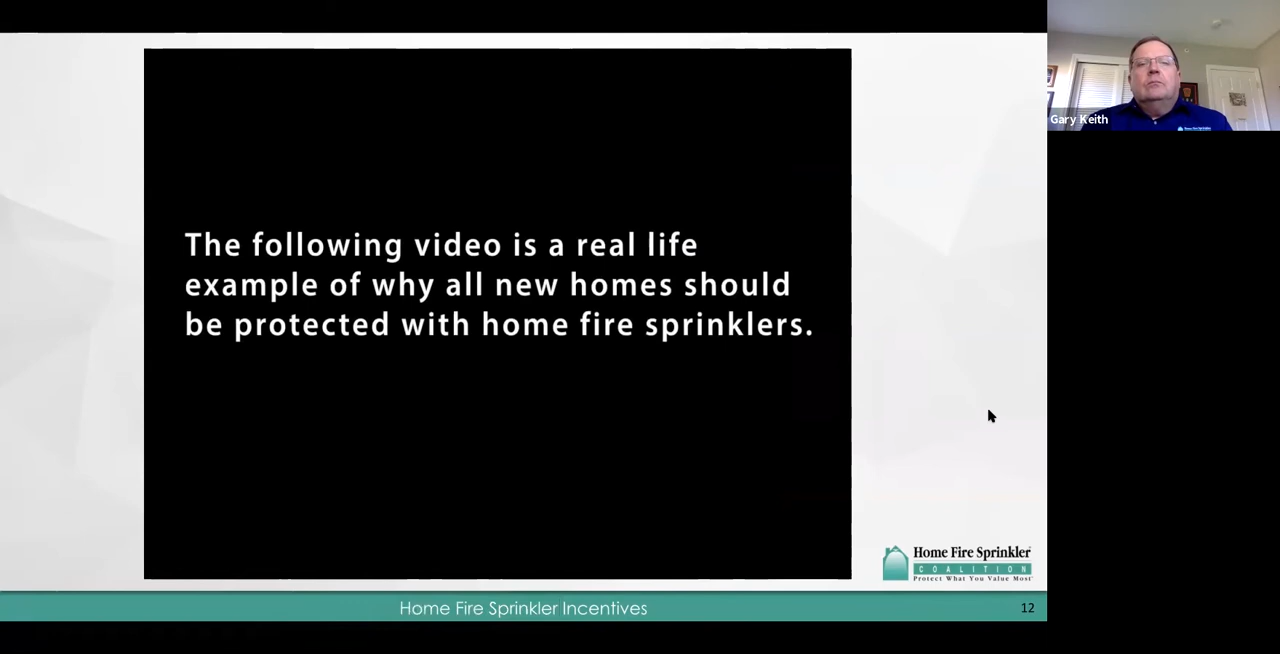 Gary Keith
The following video is a real life
example of why all new homes should
be protected with home fire sprinklers.
Home Fire Sprinkler
COALITION
Protect What You Value Most
Home Fire Sprinkler Incentives
12